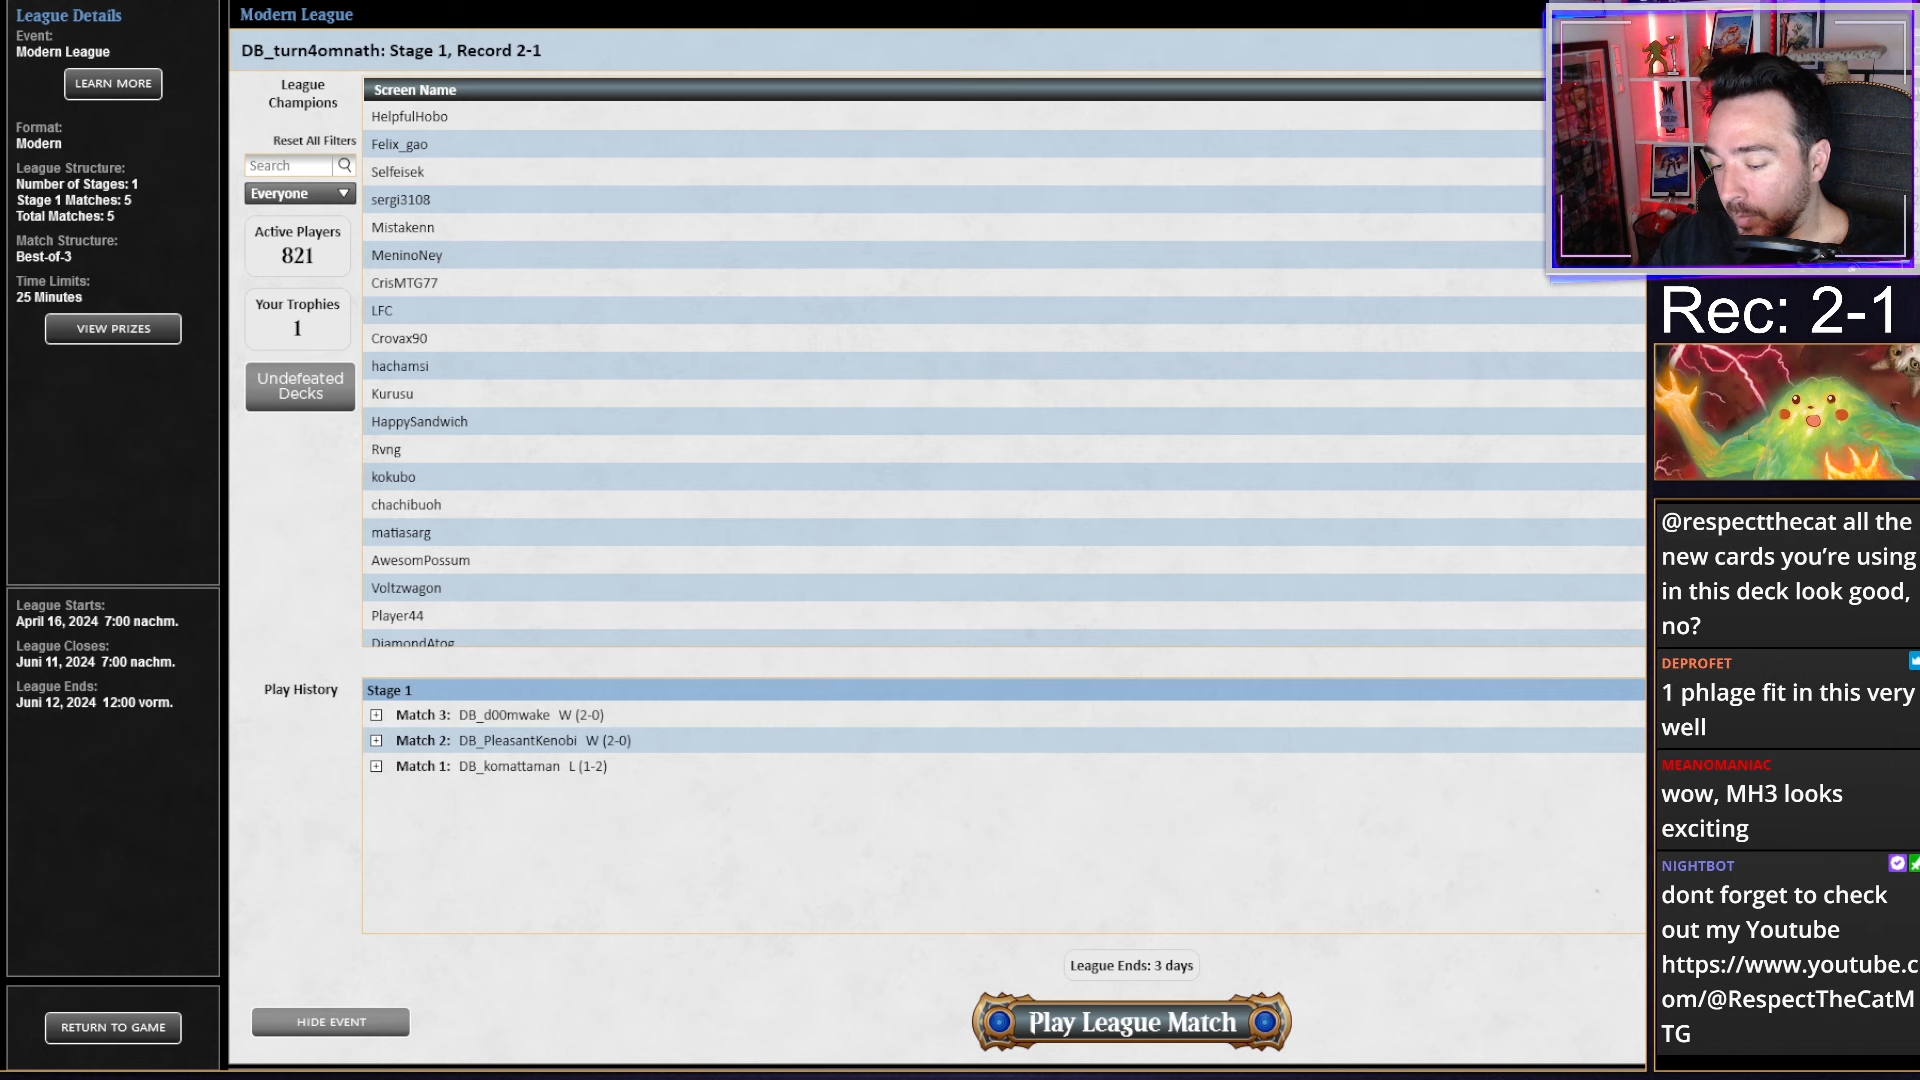 League Details
Event:
Modern League
LEARN MORE
Format:
Modern
League Structure:
Number of Stages: 1
Stage 1 Matches: 5
Total Matches: 5
Match Structure:
Best-of-3
Time Limits:
25 Minutes
VIEW PRIZES
League Starts:
April 16, 2024 7:00 nachm.
League Closes:
Juni 11, 2024 7:00 nachm.
League Ends:
Juni 12, 2024 12:00 vorm.
RETURN TO GAME
Modern League
DB_turn4omnath: Stage 1, Record 2-1
League
Champions
Reset All Filters
Search
Everyone
Active Players
821
Your Trophies
1
Undefeated
Decks
Screen Name
HelpfulHobo
Felix_gao
Selfeisek
sergi3108
Mistakenn
MeninoNey
CrisMTG77
LFC
Crovax90
hachamsi
Kurusu
HappySandwich
Rvng
kokubo
chachibuoh
matiasarg
AwesomPossum
Voltzwagon
Player44
DiamondAtog
Play History
Stage 1
Match 3: DB_d00mwake W (2-0)
Match 2: DB_PleasantKenobi W (2-0)
Match 1: DB_komattaman L (1-2)
League Ends: 3 days
HIDE EVENT
Play League Match
Rec: 2-1
@respectthecat all the
new cards you’re using
in this deck look good,
no?
DEPROFET
1 phlage fit in this very
well
MEANOMANIAC
wow, MH3 looks
exciting
NIGHTBOT
dont forget to check
out my Youtube
https://www.youtube.c
om/@RespectTheCatM
TG